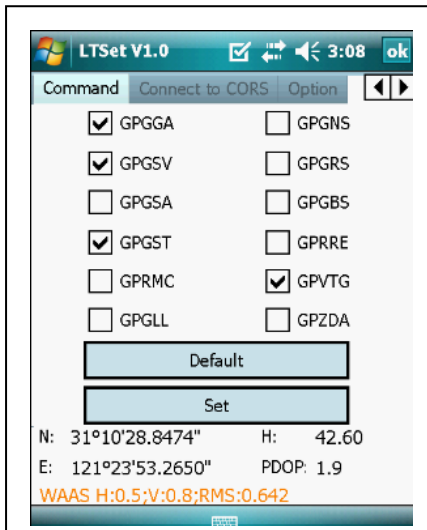 LTSet V1.0 3:08 ok
Command Connect to CORS Option
GPGGA GPGNS
GPGSV GPGRS
GPGSA GPGBS
GPGST GPRRE
GPRMC GPVTG
GPGLL GPZDA
Default
Set
N: 31°10'28.8474" H: 42.60
E: 121°23'53.2650" PDOP: 1.9
WAAS H:0.5;V:0.8;RMS:0.642